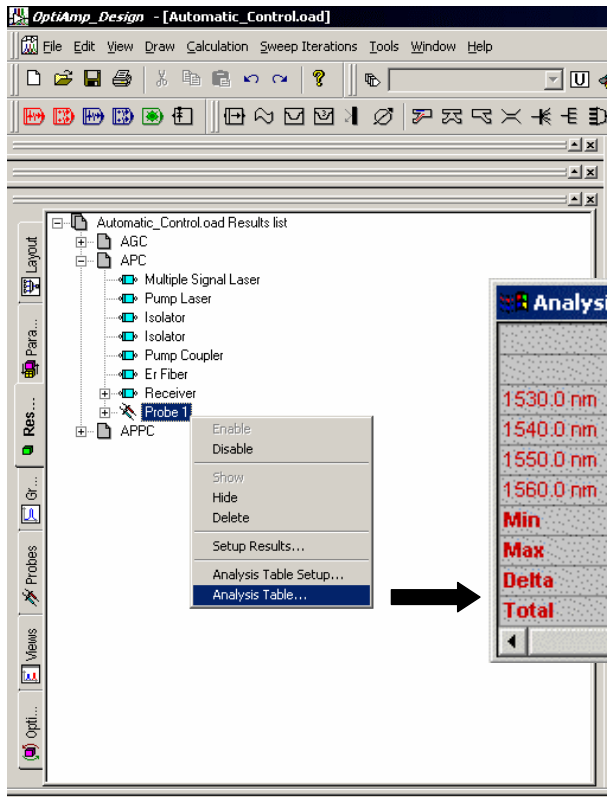 OptiAmp_Design - [Automatic_Control.oad]
File Edit View Draw Calculation Sweep Iterations Tools Window Help
U
Automatic_Control.oad Results list
AGC
APC
Multiple Signal Laser
Pump Laser
Isolator
Isolator
Pump Coupler
Er Fiber
Receiver
Probe 1
APPC
Layout
Para...
Res...
Gr...
Probes
Views
Opti...
Enable
Disable
Show
Hide
Delete
Setup Results...
Analysis Table Setup...
Analysis Table...
Analysi
1530.0 nm
1540.0 nm
1550.0 nm
1560.0 nm
Min
Max
Delta
Total